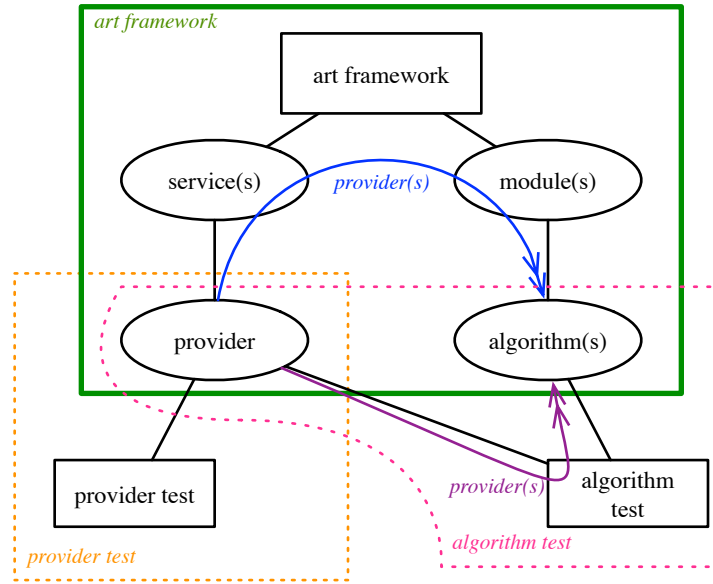 art framework
art framework
service(s)
provider(s)
module(s)
provider
algorithm(s)
provider test
provider(s)
algorithm
test
provider test
algorithm test